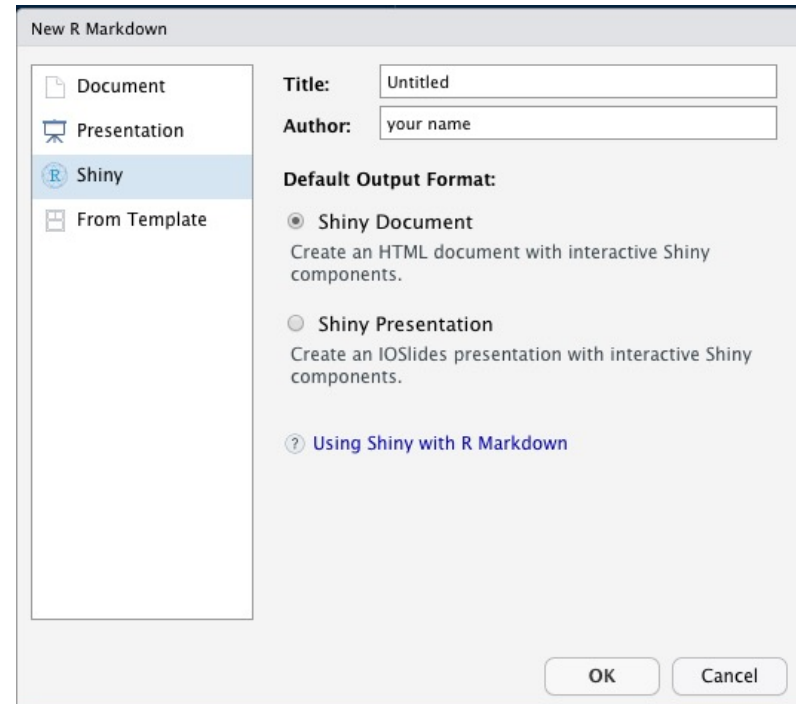 New R Markdown
Document
Presentation
R Shiny
From Template
Title: Untitled
Author: your name
Default Output Format:
Shiny Document
Create an HTML document with interactive Shiny
components.
Shiny Presentation
Create an IOSlides presentation with interactive Shiny
components.
? Using Shiny with R Markdown
OK Cancel